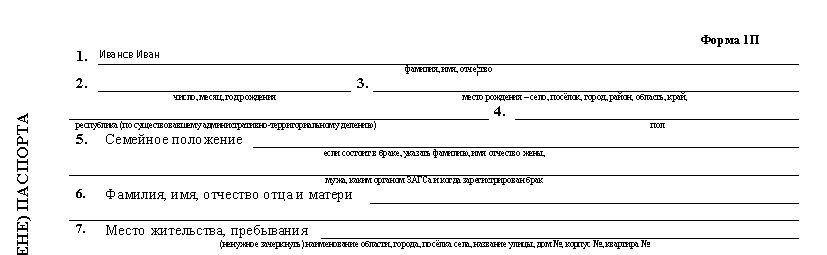 Форма 1П
1. Иванов Иван
фамилия, имя, отчество
2. 3.
число, месяц, год рождения место рождения – село, посёлок, город, район, область, край,
4.
республика (по существовавшему административно-территориальному делению) пол
5. Семейное положение
если состоит в браке, указать фамилию, имя отчество жены,
мужа, каким органом ЗАГСа и когда зарегистрирован брак
6. Фамилия, имя, отчество отца и матери
7. Место жительства, пребывания
(ненужное зачеркнуть) наименование области, города, посёлка села, название улицы, дом №, корпус №, квартира №
ЕНЕ) ПАСПОРТА